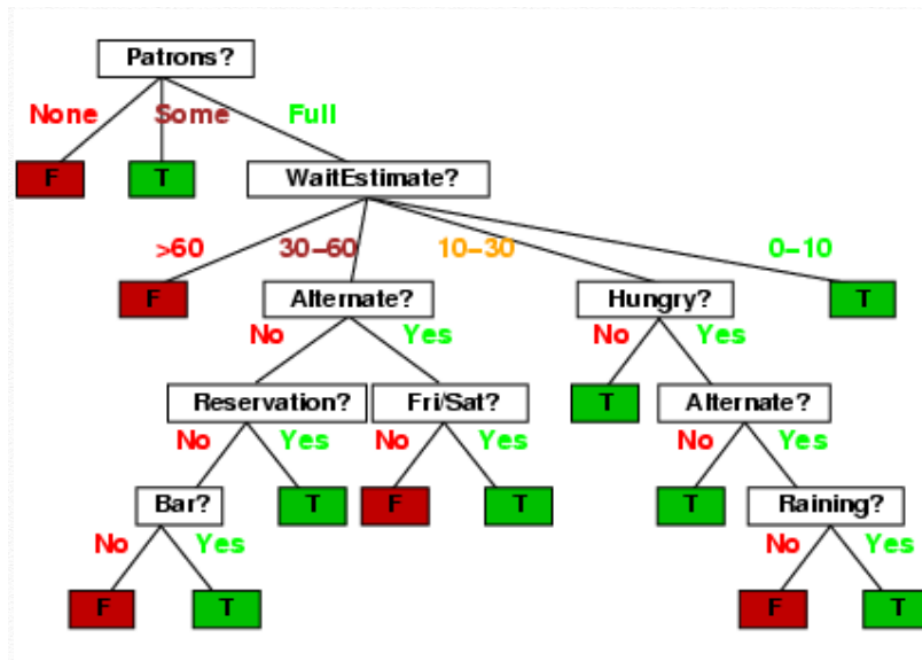 Patrons?
None Some Full
F T WaitEstimate?
>60 30–60 10–30 0–10
F Alternate? Hungry? T
No Yes No Yes
Reservation? Fri/Sat? T Alternate?
No Yes No Yes No Yes
Bar? T F T T Raining?
No Yes No Yes
F T F T